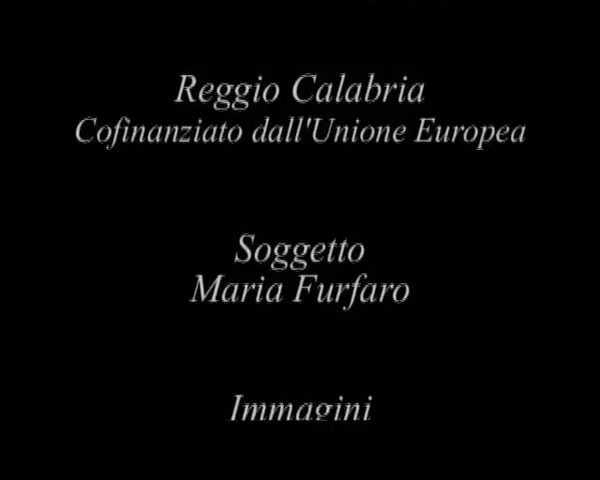 Reggio Calabria
Cofinanziato dall'Unione Europea
Soggetto
Maria Furfaro
Immagini